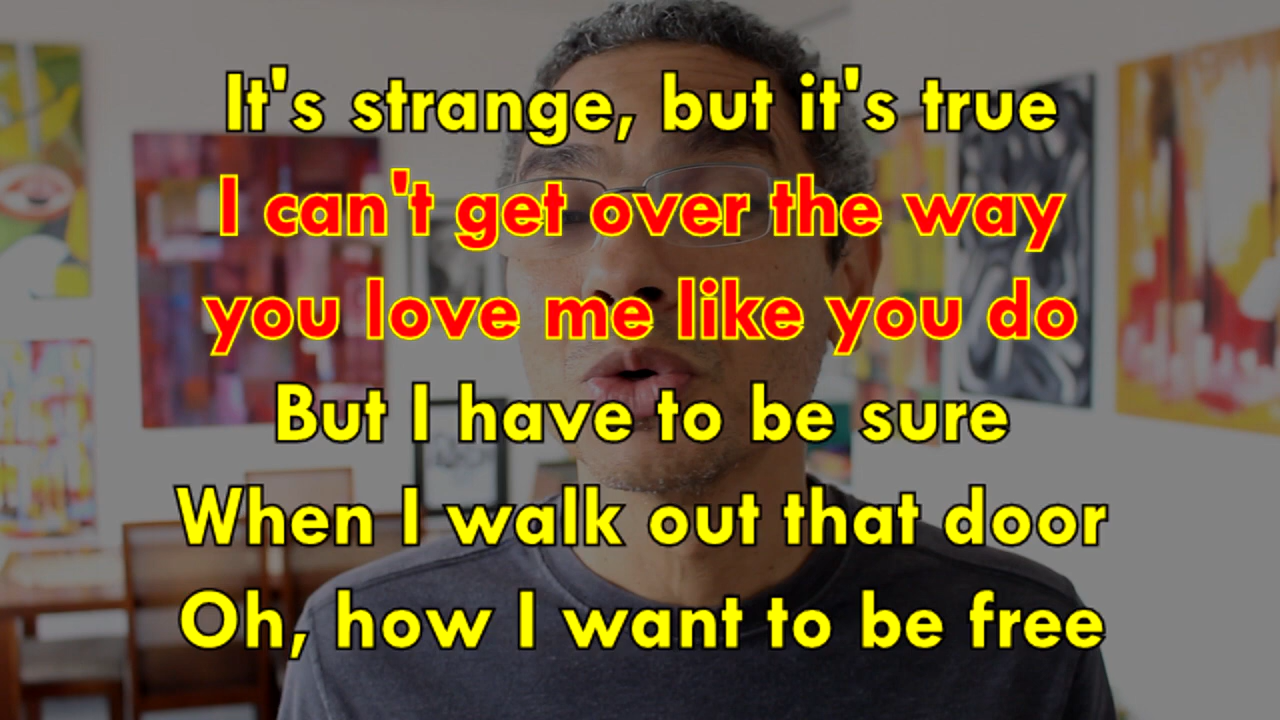 It's strange, but it's true
I can't get over the way
you love me like you do
But I have to be sure
When I walk out that door
Oh, how I want to be free